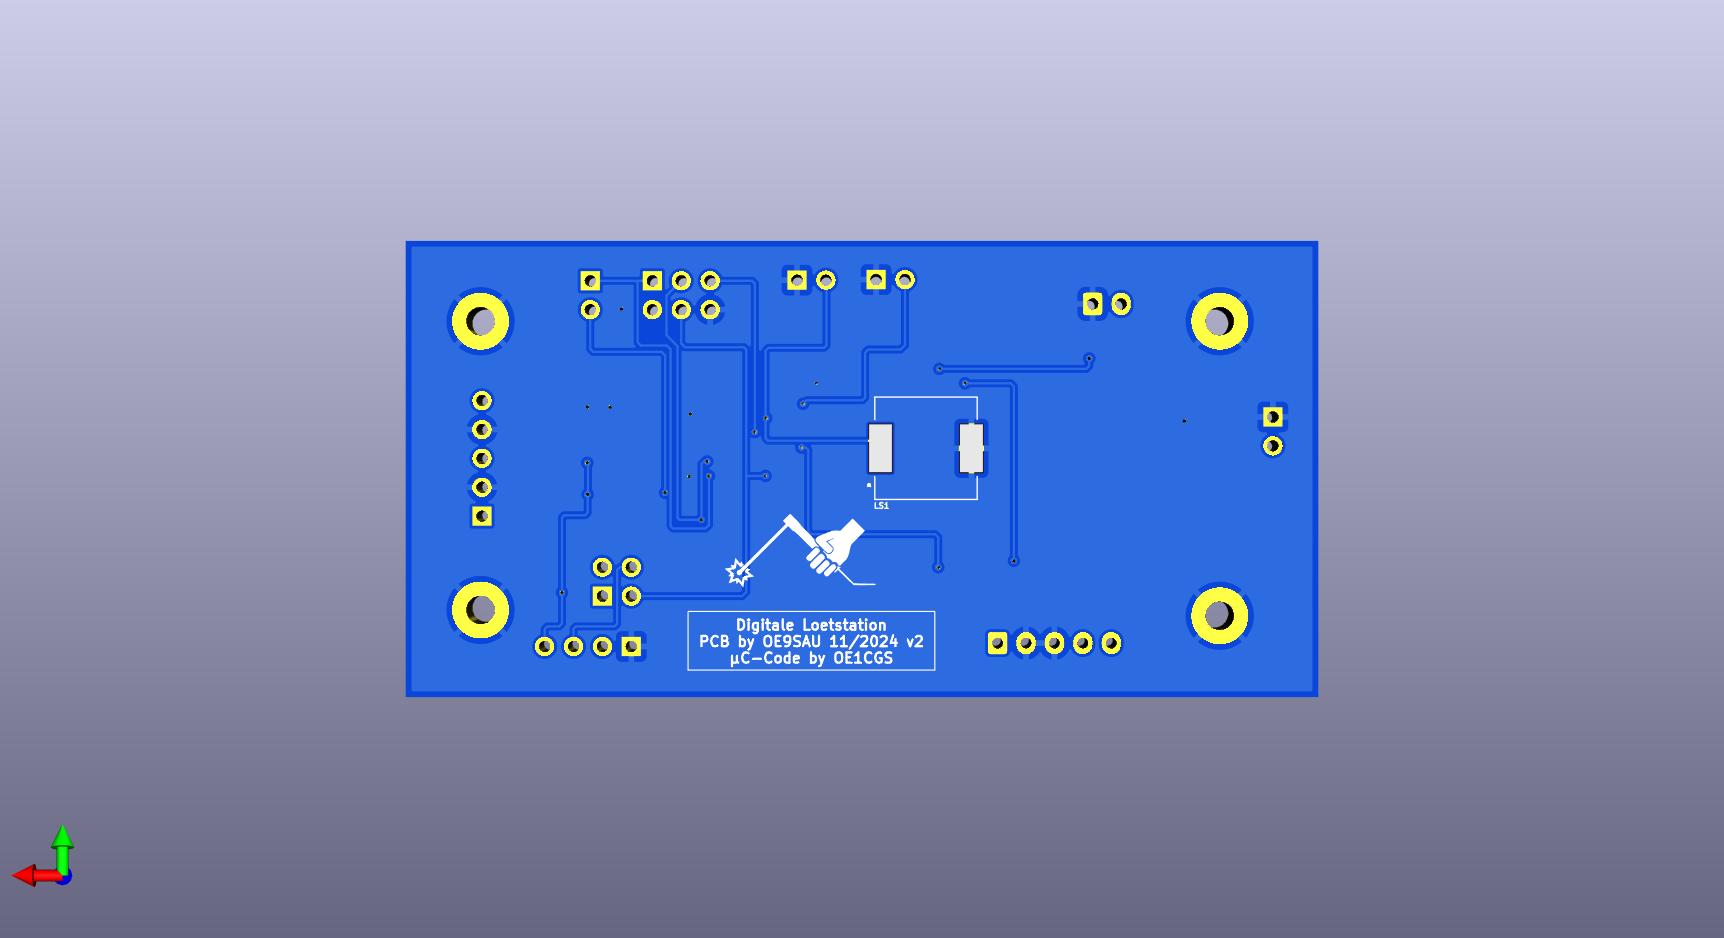 LS1
Digitale Loetstation
PCB by OE9SAU 11/2024 v2
µC-Code by OE1CGS